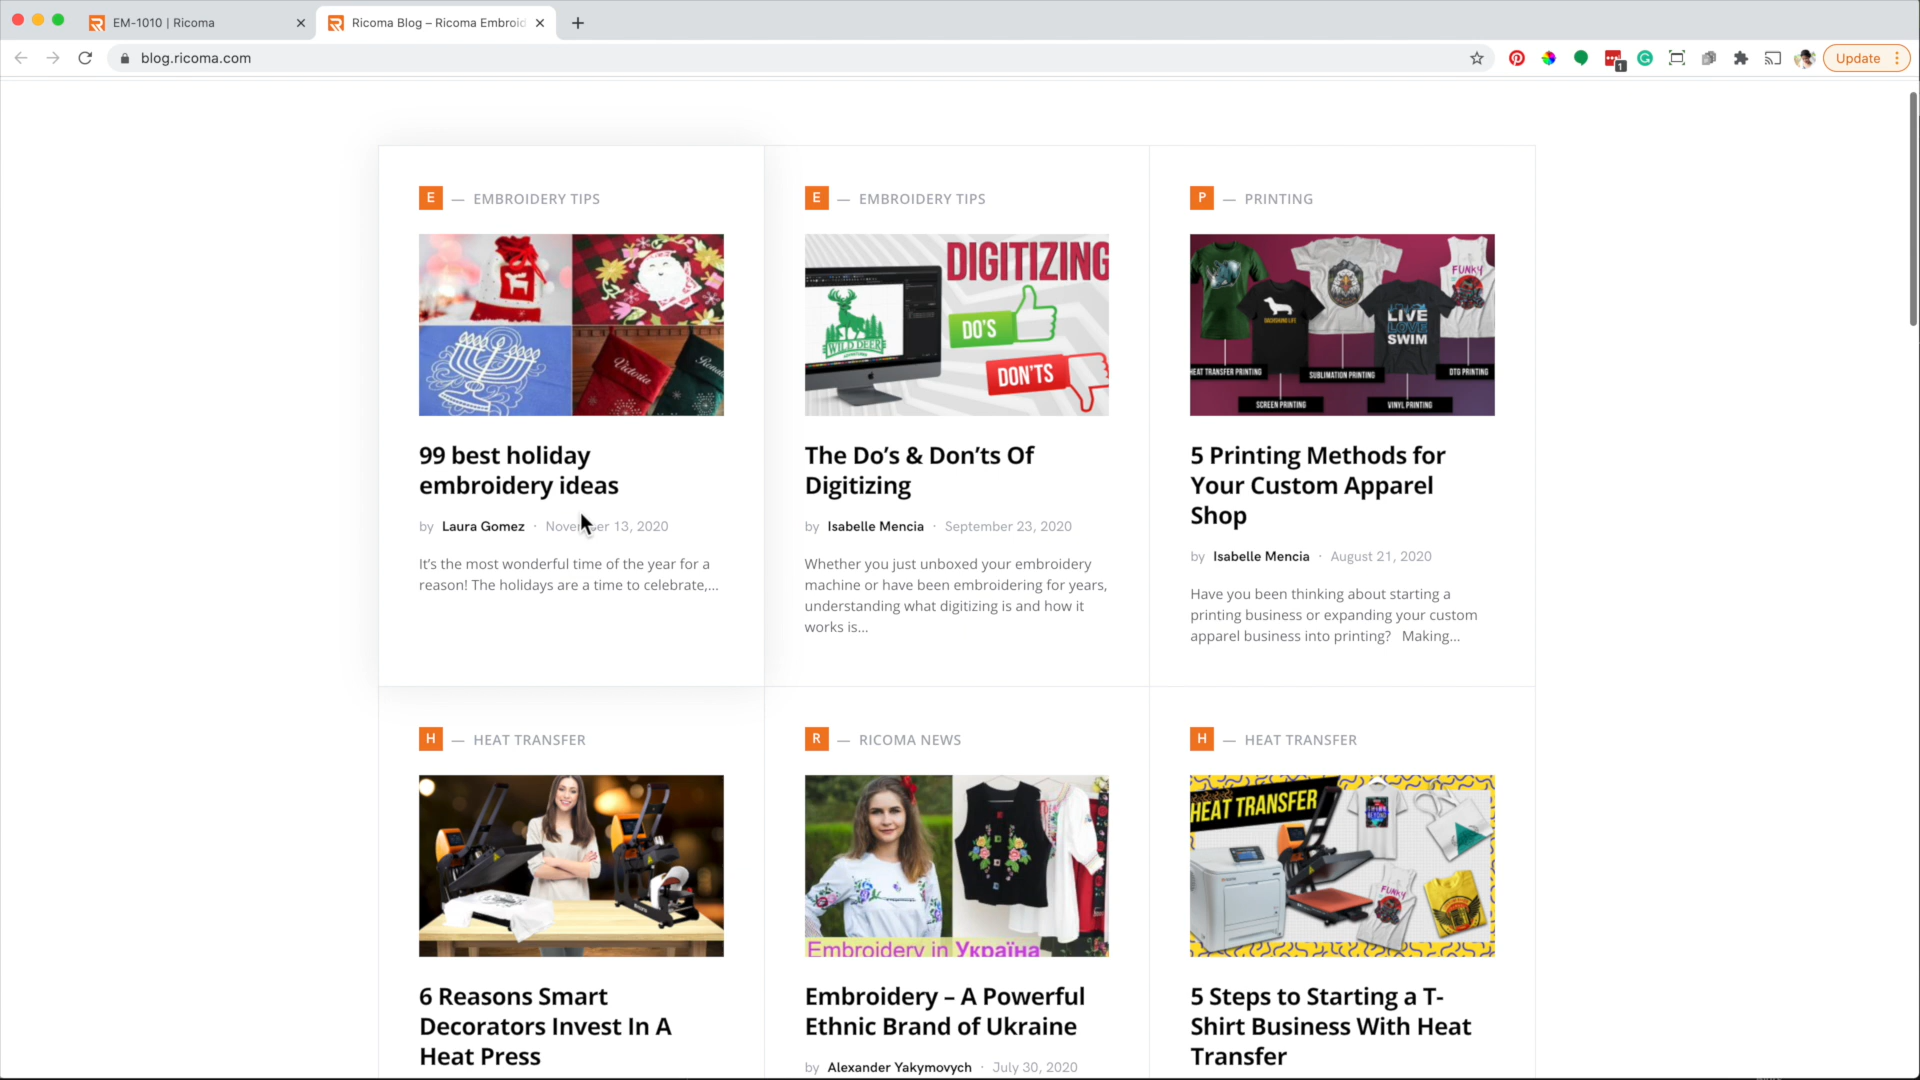 EM-1010 | Ricoma
Ricoma Blog – Ricoma Embroid
blog.ricoma.com
1
Update
E — EMBROIDERY TIPS
Victoria
99 best holiday
embroidery ideas
by Laura Gomez · November 13, 2020
It's the most wonderful time of the year for a
reason! The holidays are a time to celebrate,...
E — EMBROIDERY TIPS
DIGITIZING
DO'S
WILD DEER
DON'TS
The Do's & Don'ts Of
Digitizing
by Isabelle Mencia · September 23, 2020
Whether you just unboxed your embroidery
machine or have been embroidering for years,
understanding what digitizing is and how it
works is...
P — PRINTING
FUNKY
LIVE
LOVE
SWIM
HEAT TRANSFER PRINTING
SUBLIMATION PRINTING
DTG PRINTING
SCREEN PRINTING
VINYL PRINTING
5 Printing Methods for
Your Custom Apparel
Shop
by Isabelle Mencia · August 21, 2020
Have you been thinking about starting a
printing business or expanding your custom
apparel business into printing? Making...
H — HEAT TRANSFER
6 Reasons Smart
Decorators Invest In A
Heat Press
R — RICOMA NEWS
Embroidery in Україна
Embroidery – A Powerful
Ethnic Brand of Ukraine
by Alexander Yakymovych · July 30, 2020
H — HEAT TRANSFER
HEAT TRANSFER
FUNKY
5 Steps to Starting a T-
Shirt Business With Heat
Transfer